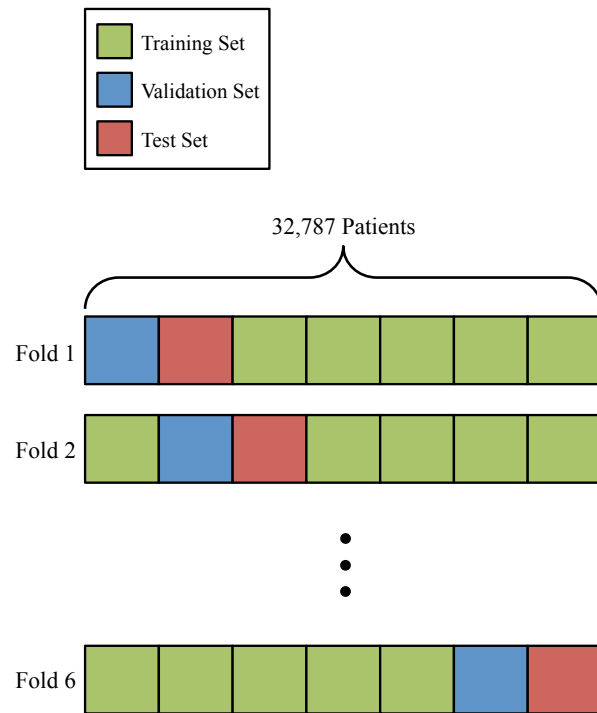 Training Set
Validation Set
Test Set
32,787 Patients
Fold 1
Fold 2
Fold 6